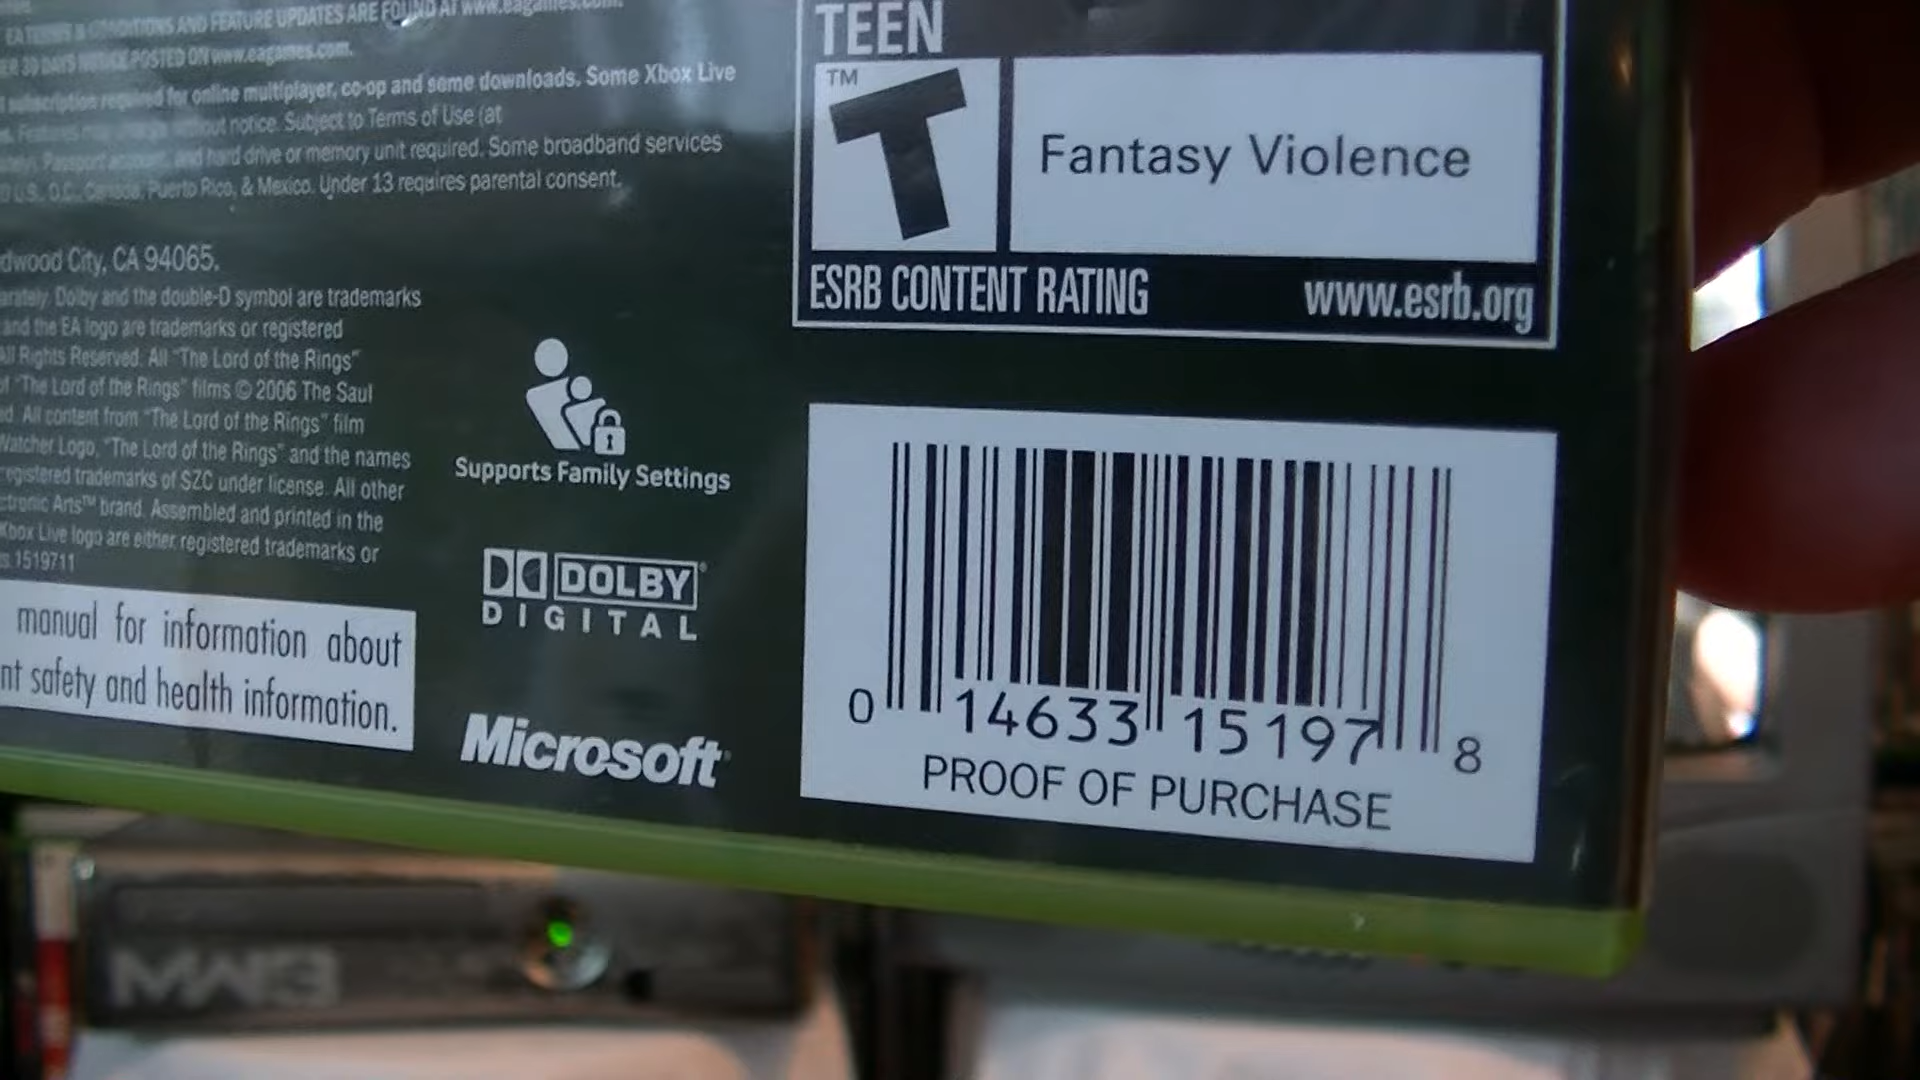 EA TERMS & CONDITIONS AND FEATURE UPDATES ARE FOUND AT www.eagames.com.
30 DAYS NOTICE POSTED ON www.eagames.com.
subscription required for online multiplayer, co-op and some downloads. Some Xbox Live
Features may change without notice. Subject to Terms of Use (at
Passport account, and hard drive or memory unit required. Some broadband services
U.S., D.C., Canada, Puerto Rico, & Mexico. Under 13 requires parental consent.
dwood City, CA 94065.
arately. Dolby and the double-D symbol are trademarks
and the EA logo are trademarks or registered
All Rights Reserved. All "The Lord of the Rings"
of "The Lord of the Rings" films © 2006 The Saul
ed. All content from "The Lord of the Rings" film
Watcher Logo, "The Lord of the Rings" and the names
registered trademarks of SZC under license. All other
ctronic Arts™ brand. Assembled and printed in the
Xbox Live logo are either registered trademarks or
s. 1519711
manual for information about
nt safety and health information.
Supports Family Settings
DOLBY
DIGITAL
Microsoft
TEEN
TM
T
Fantasy Violence
ESRB CONTENT RATING www.esrb.org
0 14633 15197 8
PROOF OF PURCHASE
MW3